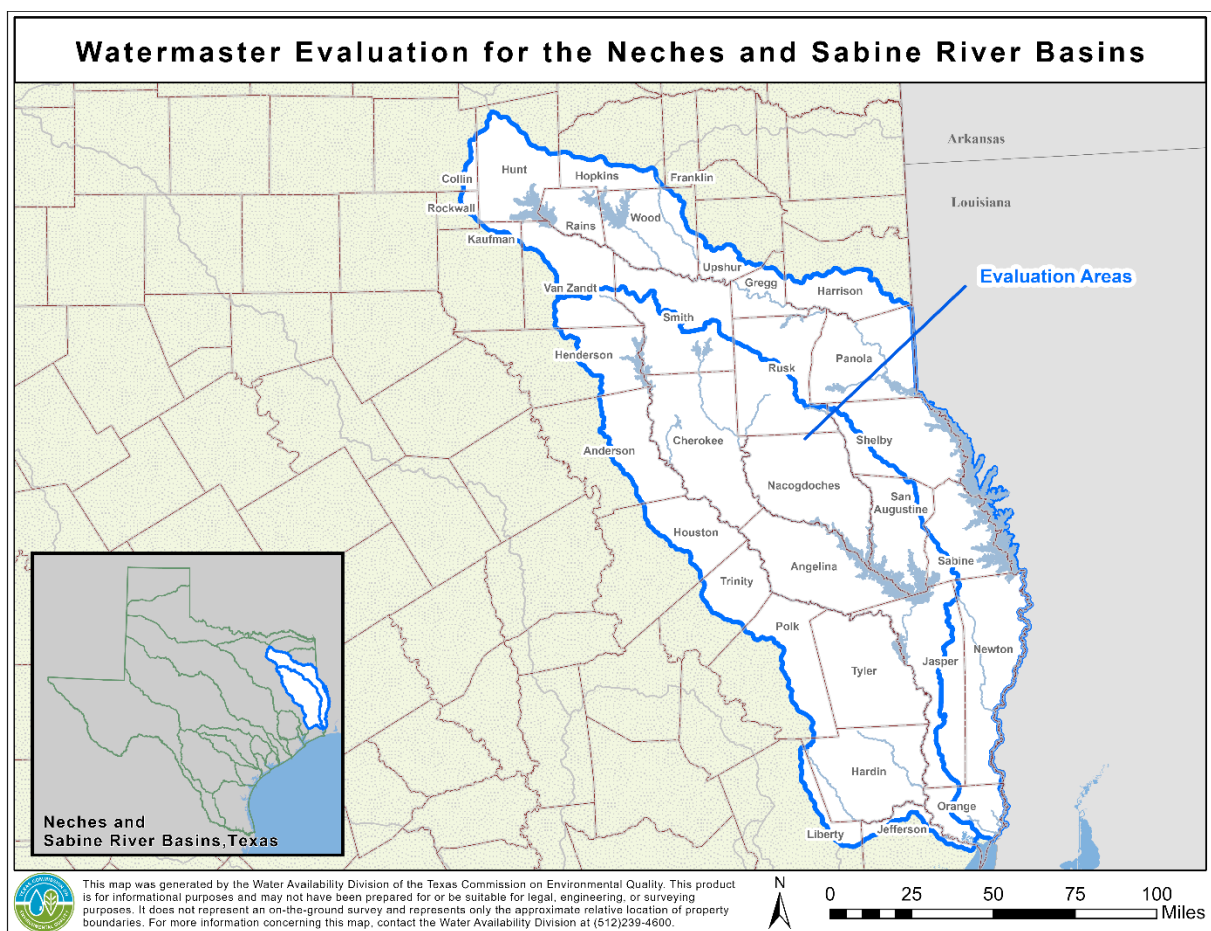 Watermaster Evaluation for the Neches and Sabine River Basins
Arkansas
Louisiana
Collin
Hunt
Hopkins
Franklin
Rockwall
Rains
Wood
Kaufman
Upshur
Gregg
Harrison
Evaluation Areas
Van Zandt
Smith
Henderson
Rusk
Panola
Anderson
Cherokee
Shelby
Nacogdoches
San
Augustine
Houston
Angelina
Sabine
Trinity
Polk
Tyler
Jasper
Newton
Hardin
Orange
Liberty
Jefferson
Neches and
Sabine River Basins,Texas
TEXAS COMMISSION ON
ENVIRONMENTAL QUALITY
This map was generated by the Water Availability Division of the Texas Commission on Environmental Quality. This product
is for informational purposes and may not have been prepared for or be suitable for legal, engineering, or surveying
purposes. It does not represent an on-the-ground survey and represents only the approximate relative location of property
boundaries. For more information concerning this map, contact the Water Availability Division at (512)239-4600.
N
0 25 50 75 100
Miles